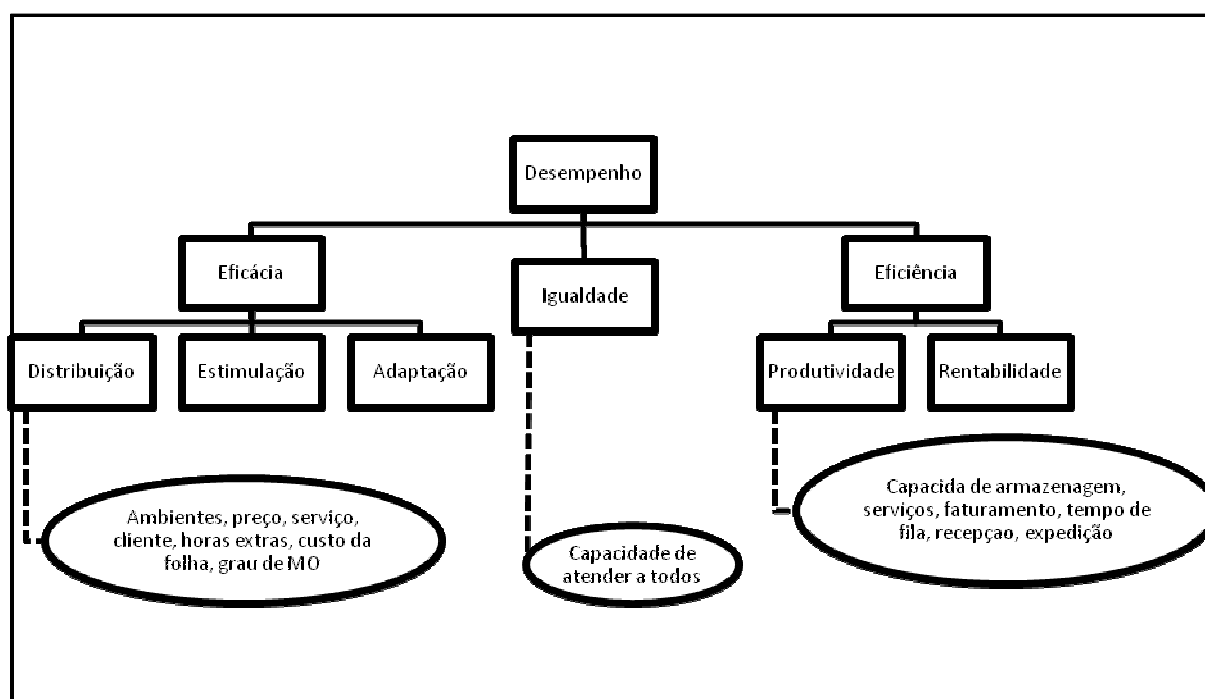 Desempenho
Eficácia
Igualdade
Eficiência
Distribuição
Estimulação
Adaptação
Produtividade
Rentabilidade
Ambientes, preço, serviço,
cliente, horas extras, custo da
folha, grau de MO
Capacidade de
atender a todos
Capacida de armazenagem,
serviços, faturamento, tempo de
fila, recepçao, expedição